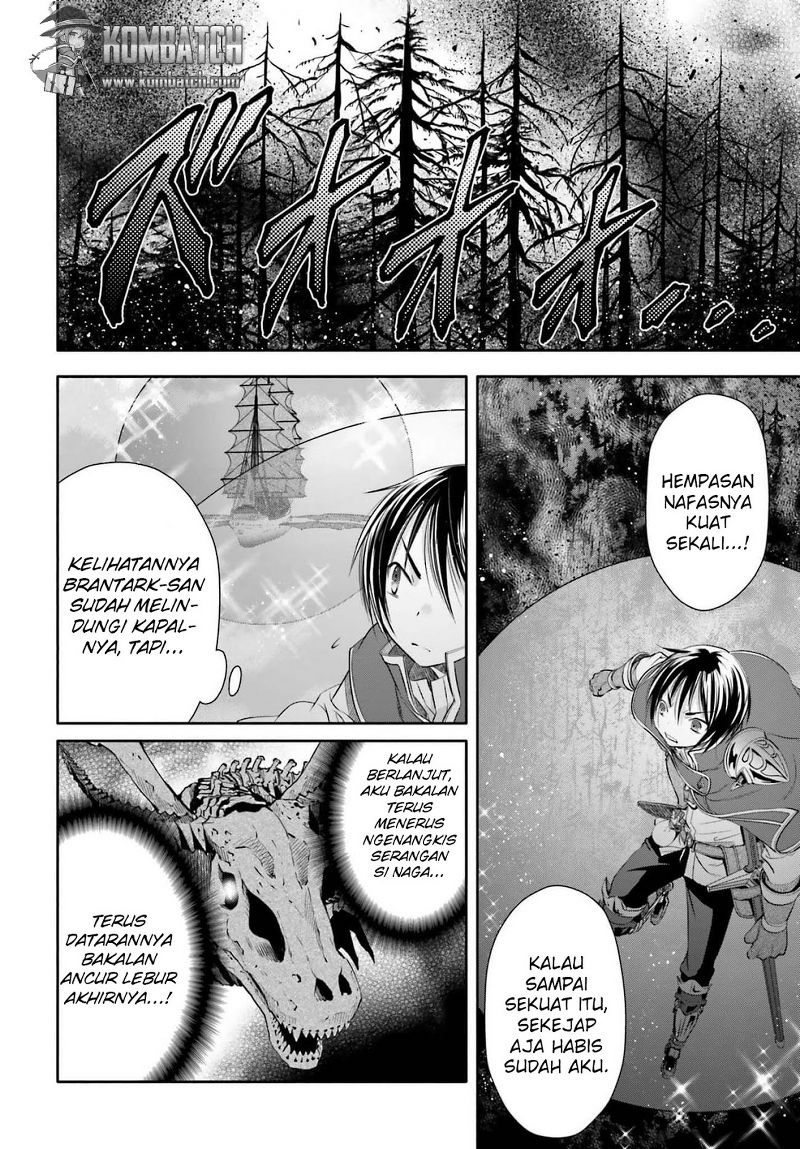 KOMBATCH
www.kombatch.com
ズオオオオ...
HEMPASAN
NAFASNYA
KUAT
SEKALI...!
KALAU
SAMPAI
SEKUAT ITU,
SEKEJAP
AJA HABIS
SUDAH AKU.
KELIHATANNYA
BRANTARK-SAN
SUDAH MELIN-
DUNGI KAPAL-
NYA, TAPI...
KALAU
BERLANJUT,
AKU BAKALAN
TERUS
MENERUS
NGENANGKIS
SERANGAN
SI NAGA...
TERUS
DATARANNYA
BAKALAN
ANCUR LEBUR
AKHIRNYA...!